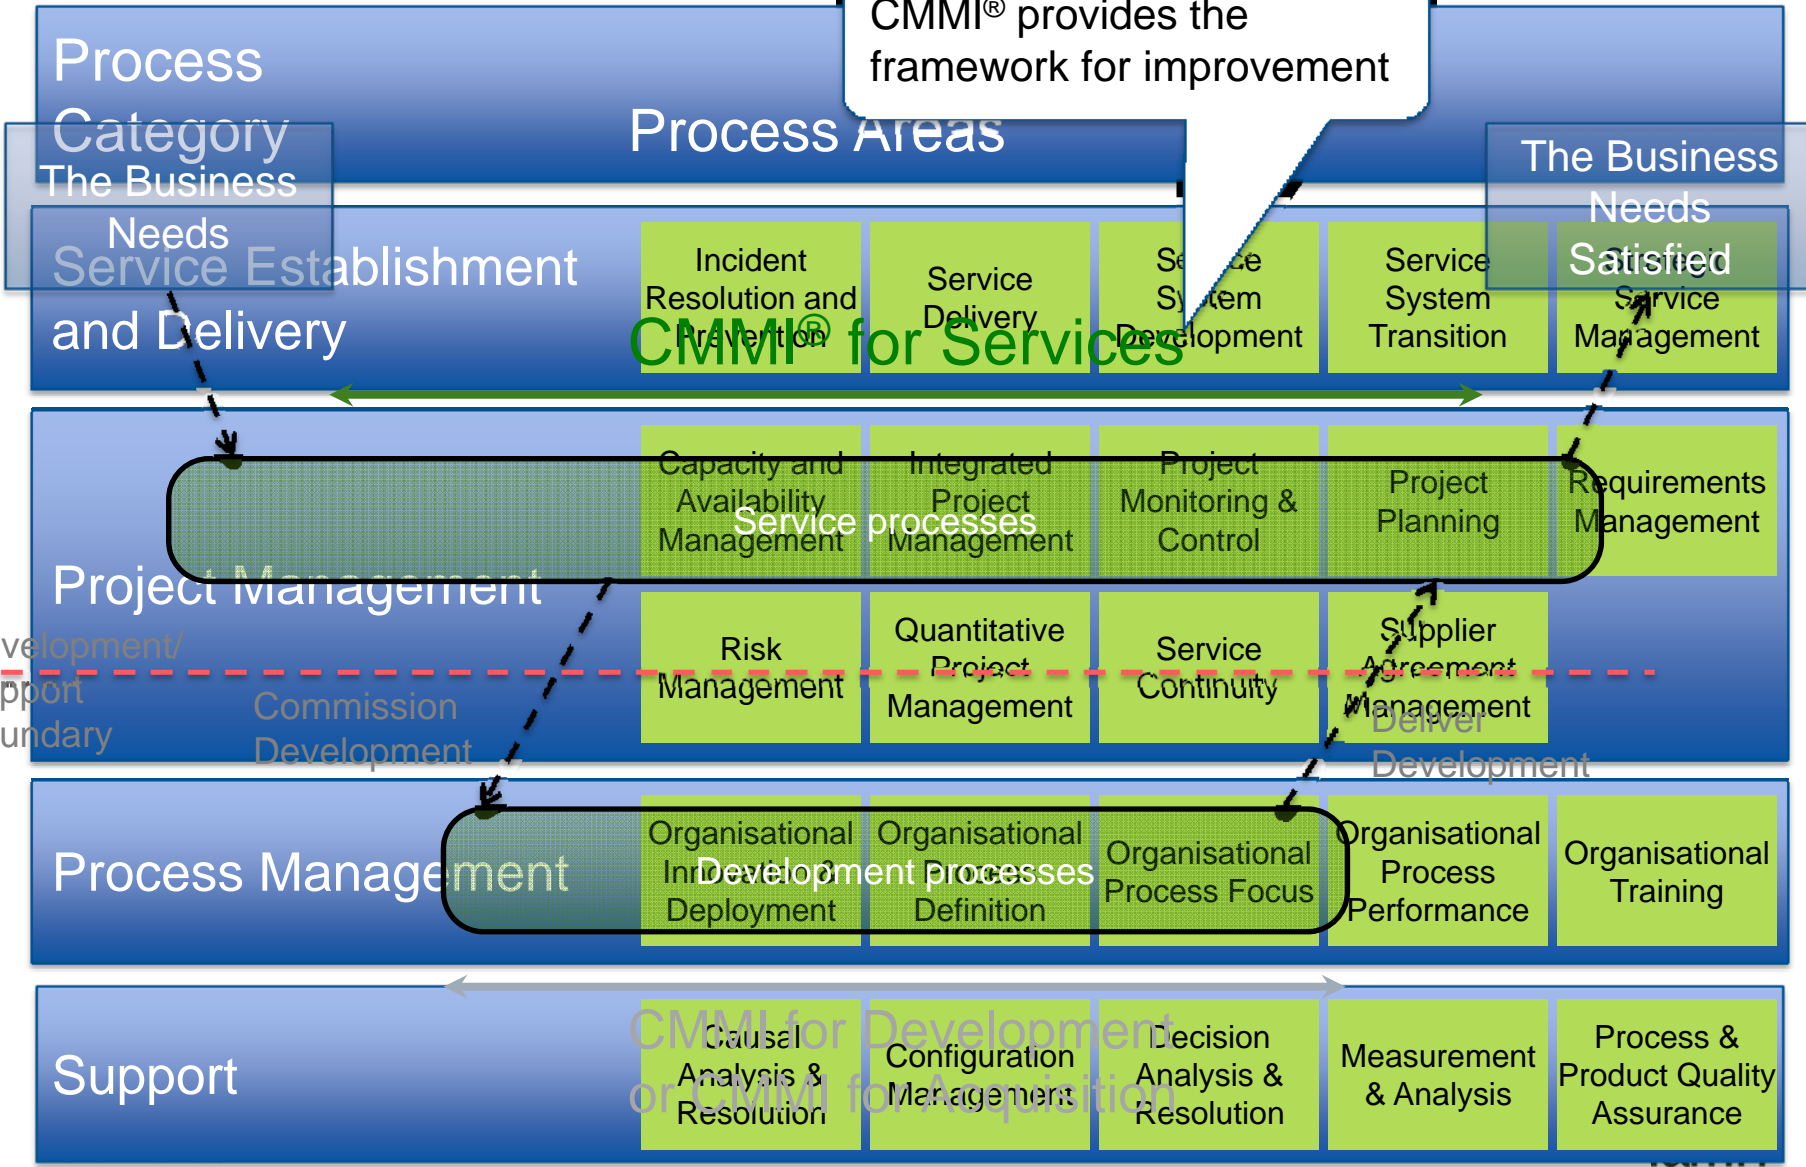 CMMI® provides the
framework for improvement
Process
Category
Process Areas
The Business
Needs
The Business
Needs
Satisfied
Service Establishment
and Delivery
Incident
Resolution and
Prevention
Service
Delivery
Service
System
Development
Service
System
Transition
Strategic
Service
Management
CMMI® for Services
Project Management
Capacity and
Availability
Management
Integrated
Project
Management
Project
Monitoring &
Control
Project
Planning
Requirements
Management
Service processes
Risk
Management
Quantitative
Project
Management
Service
Continuity
Supplier
Agreement
Management
velopment/
pport
undary
Commission
Development
Deliver
Development
Process Management
Organisational
Innovation &
Deployment
Organisational
Process
Definition
Organisational
Process Focus
Organisational
Process
Performance
Organisational
Training
Development processes
Support
Causal
Analysis &
Resolution
Configuration
Management
Decision
Analysis &
Resolution
Measurement
& Analysis
Process &
Product Quality
Assurance
CMMI for Development
or CMMI for Acquisition